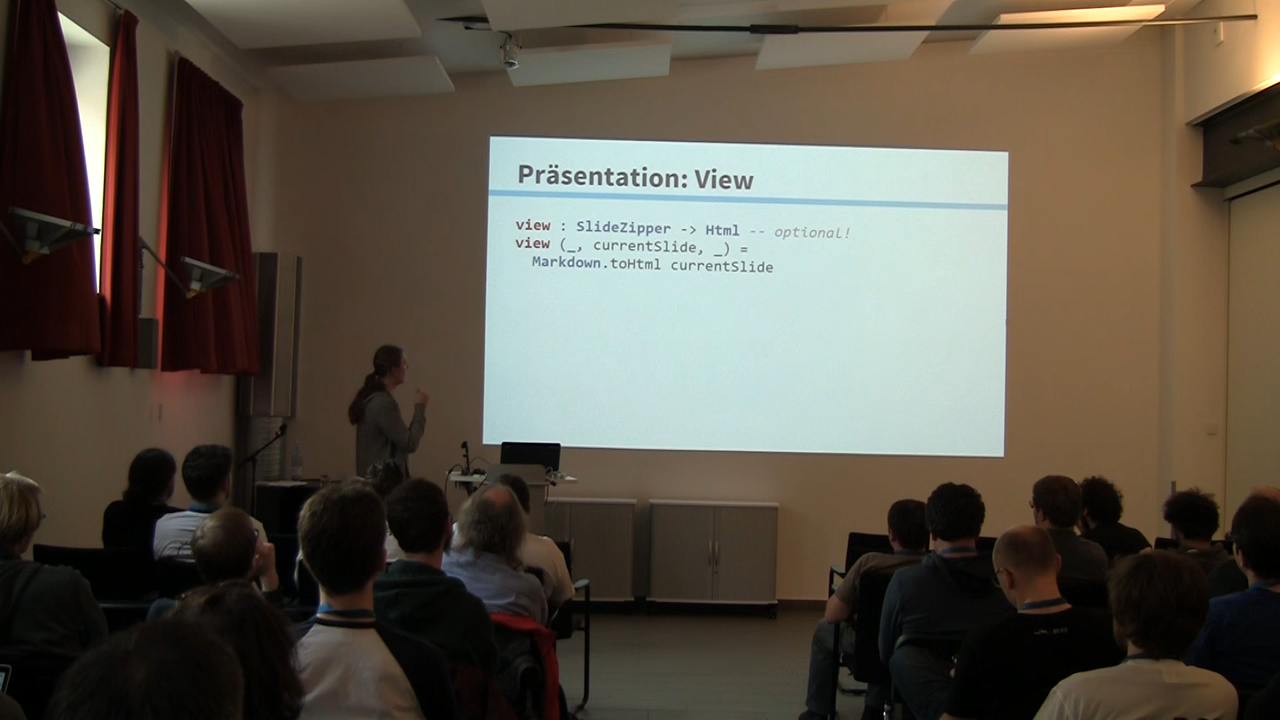 Präsentation: View
view : SlideZipper -> Html -- optional!
view (_, currentSlide, _) =
Markdown.toHtml currentSlide